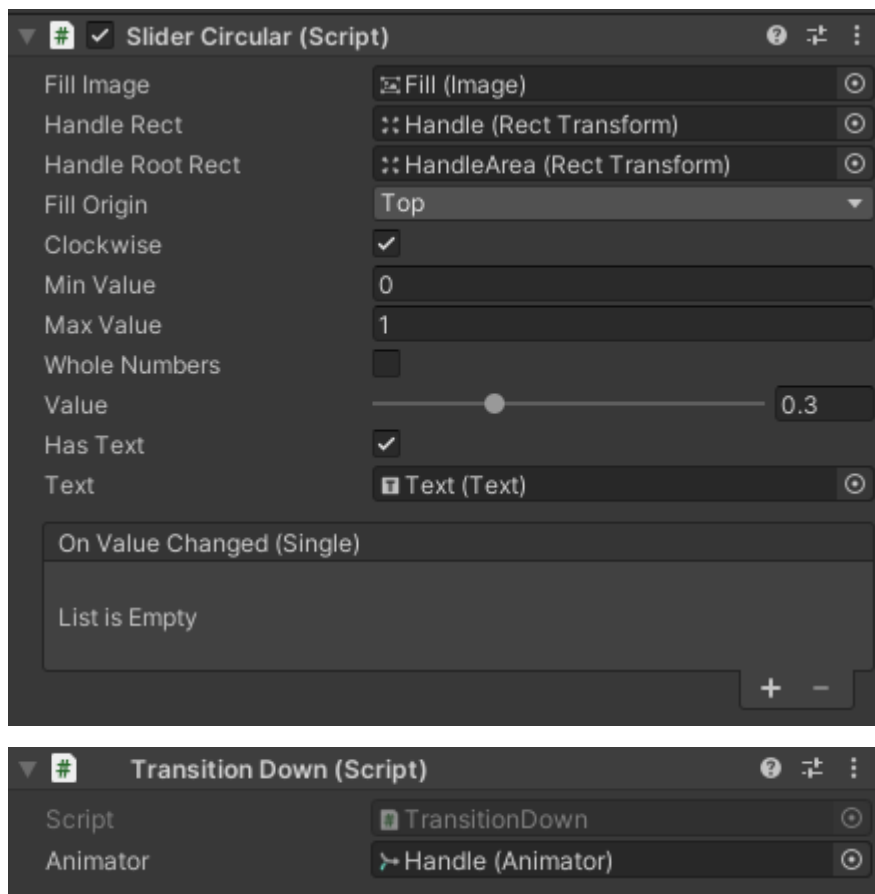 Slider Circular (Script)
Fill Image Fill (Image)
Handle Rect Handle (Rect Transform)
Handle Root Rect HandleArea (Rect Transform)
Fill Origin Top
Clockwise
Min Value 0
Max Value 1
Whole Numbers
Value 0.3
Has Text
Text Text (Text)
On Value Changed (Single)
List is Empty
+ −
Transition Down (Script)
Script TransitionDown
Animator Handle (Animator)